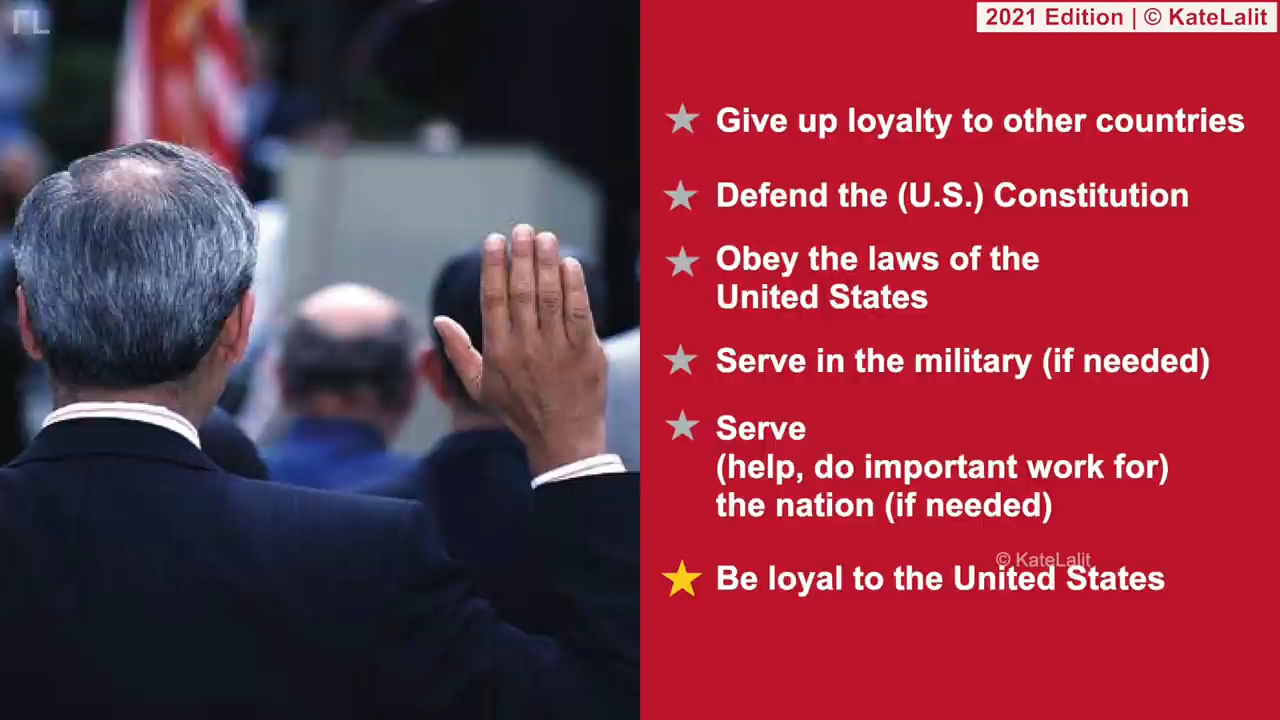 ГL
2021 Edition | © KateLalit
Give up loyalty to other countries
Defend the (U.S.) Constitution
Obey the laws of the
United States
Serve in the military (if needed)
Serve
(help, do important work for)
the nation (if needed)
© KateLalit
Be loyal to the United States